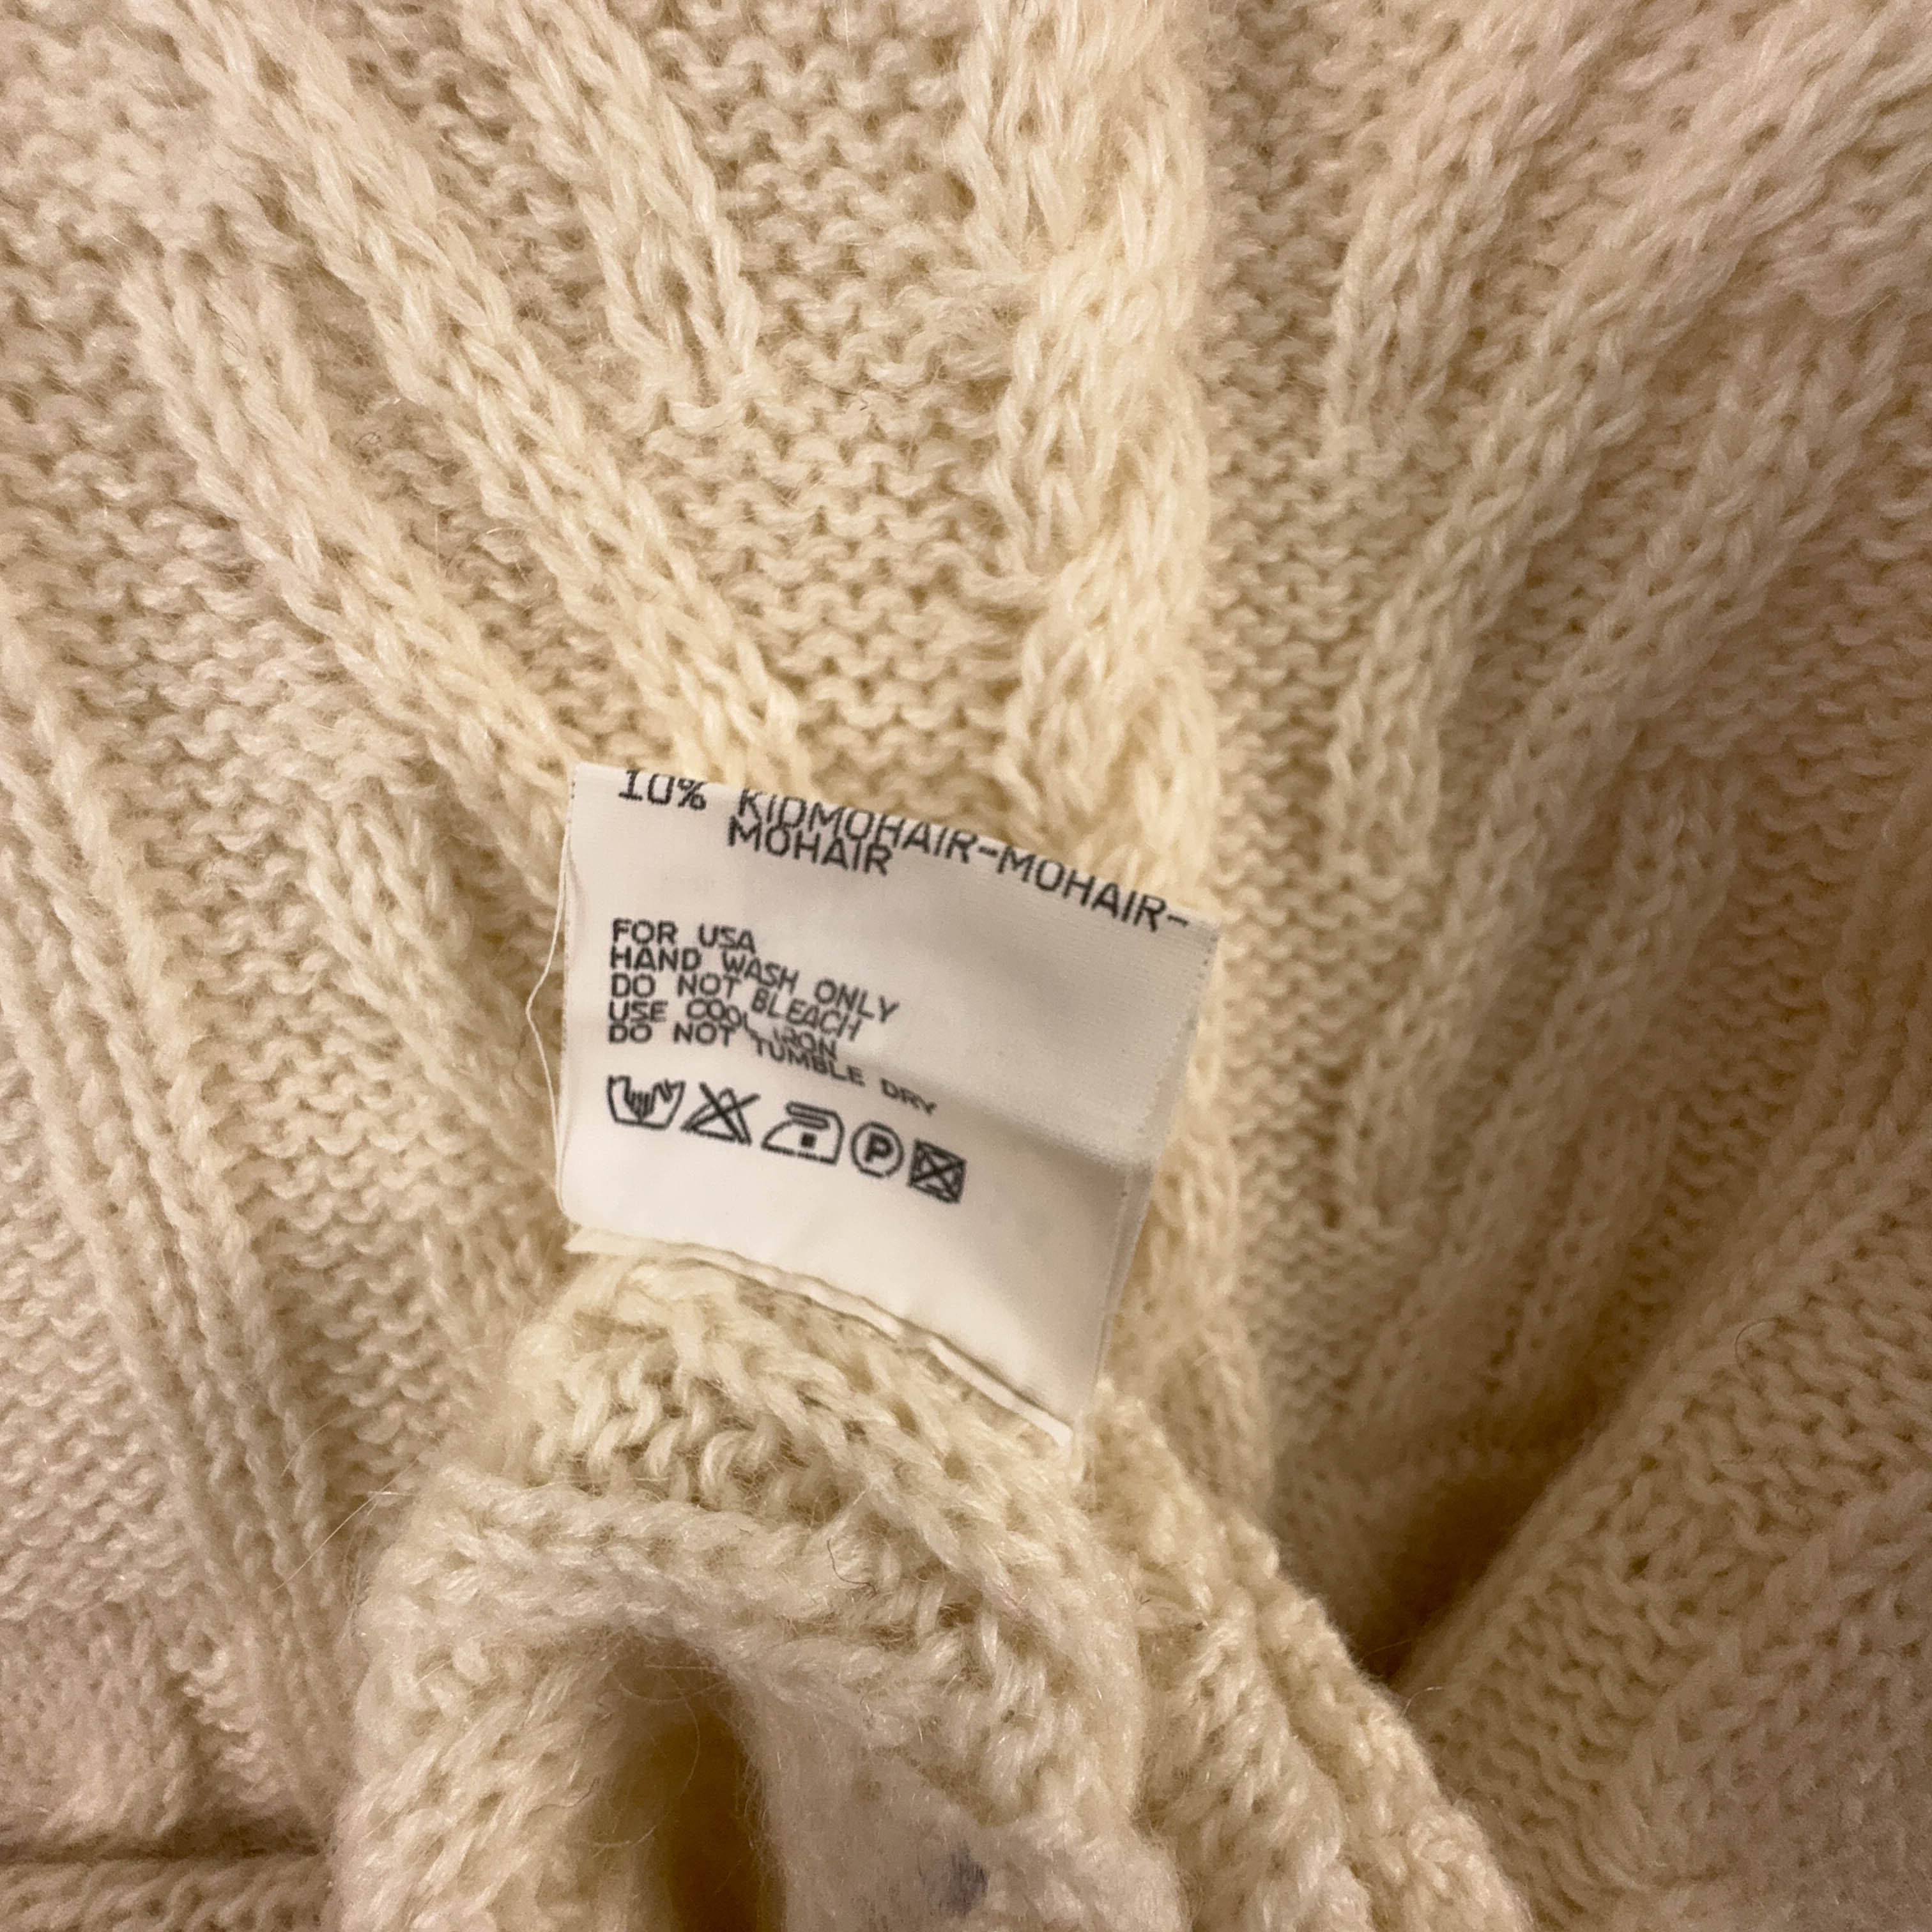 10% KIDMOHAIR-MOHAIR-
MOHAIR
FOR USA
HAND WASH ONLY
DO NOT BLEACH
USE COOL IRON
DO NOT TUMBLE DRY
P